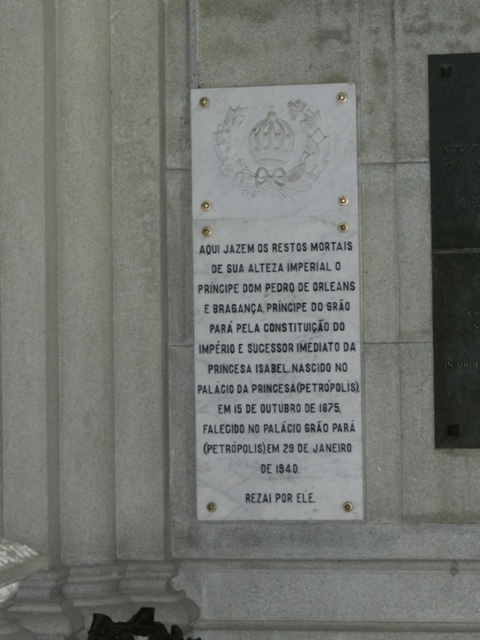 AQUI JAZEM OS RESTOS MORTAIS
DE SUA ALTEZA IMPERIAL O
PRÍNCIPE DOM PEDRO DE ORLEANS
E BRAGANÇA, PRÍNCIPE DO GRÃO
PARÁ PELA CONSTITUIÇÃO DO
IMPÉRIO E SUCESSOR IMEDIATO DA
PRINCESA ISABEL. NASCIDO NO
PALÁCIO DA PRINCESA (PETRÓPOLIS),
EM 15 DE OUTUBRO DE 1875.
FALECIDO NO PALÁCIO GRÃO PARÁ
(PETRÓPOLIS) EM 29 DE JANEIRO
DE 1940.
REZAI POR ELE.